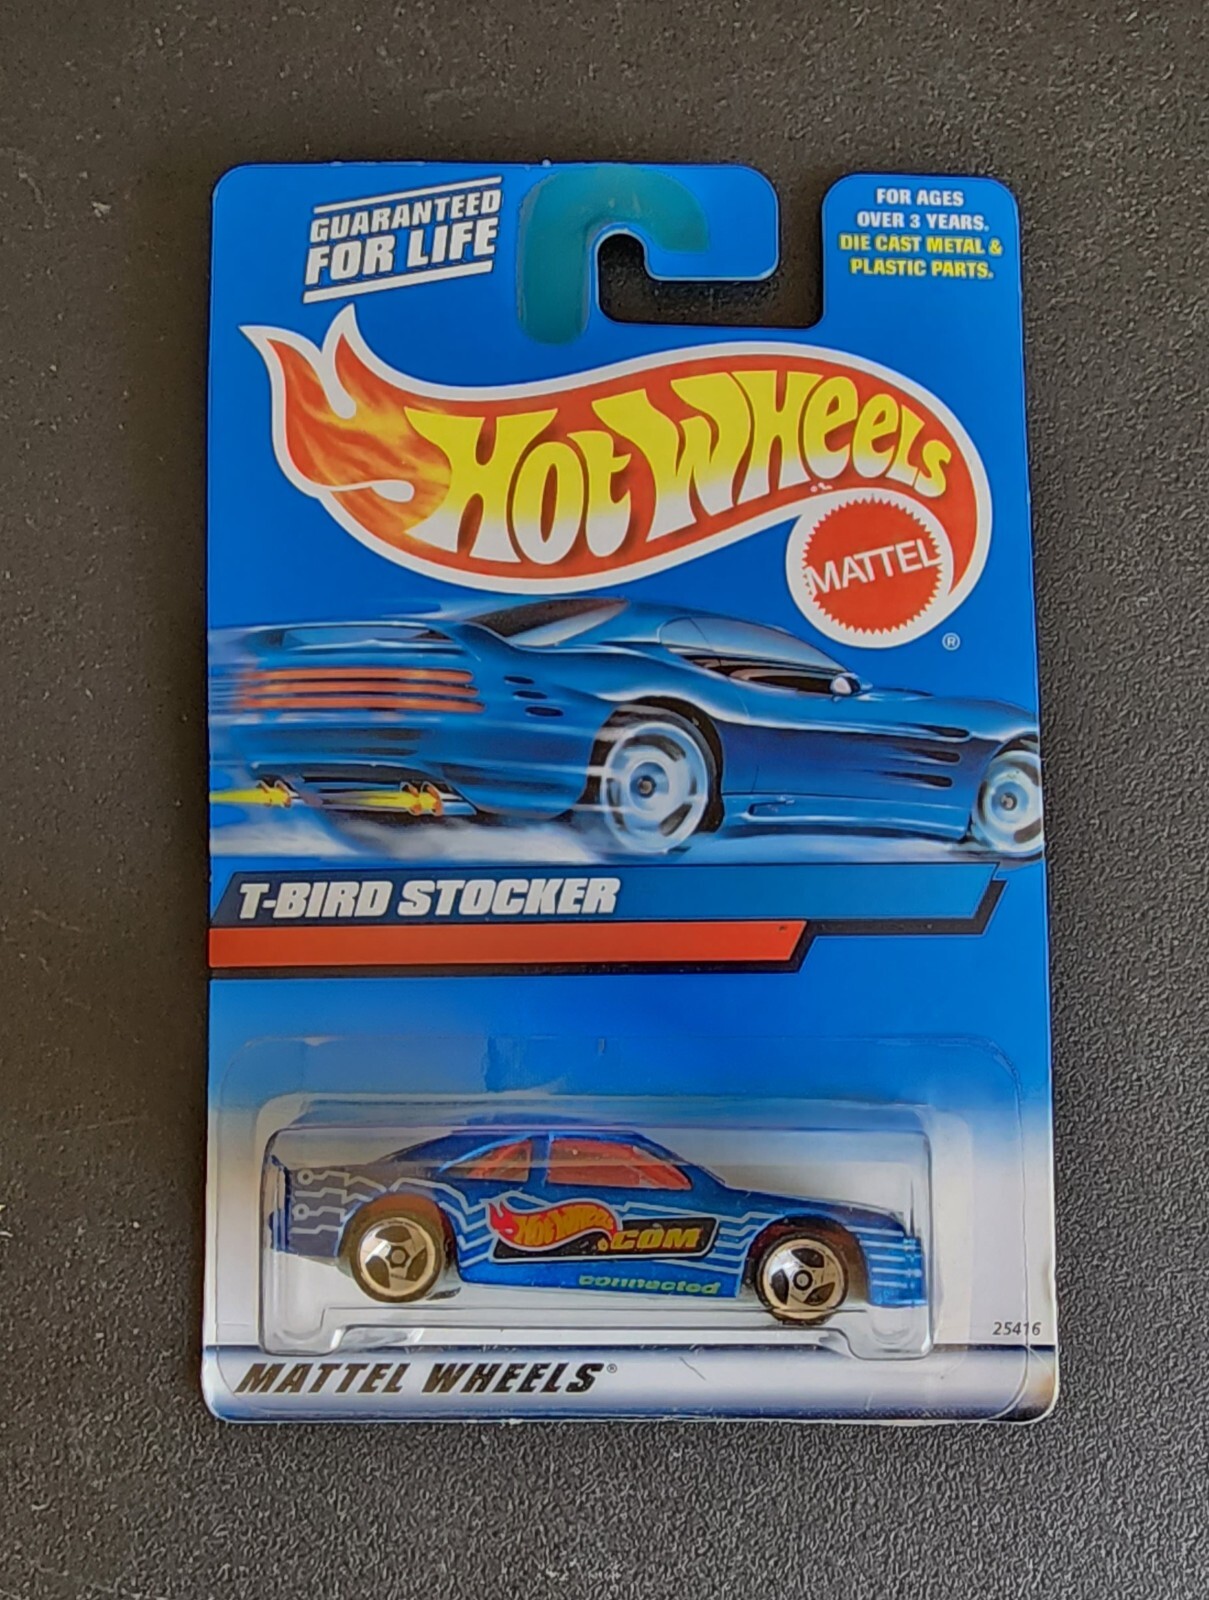 GUARANTEED
FOR LIFE
FOR AGES
OVER 3 YEARS.
DIE CAST METAL &
PLASTIC PARTS.
HOT WHEELS
MATTEL
®
T-BIRD STOCKER
HOT WHEELS
.COM
connected
25416
MATTEL WHEELS®